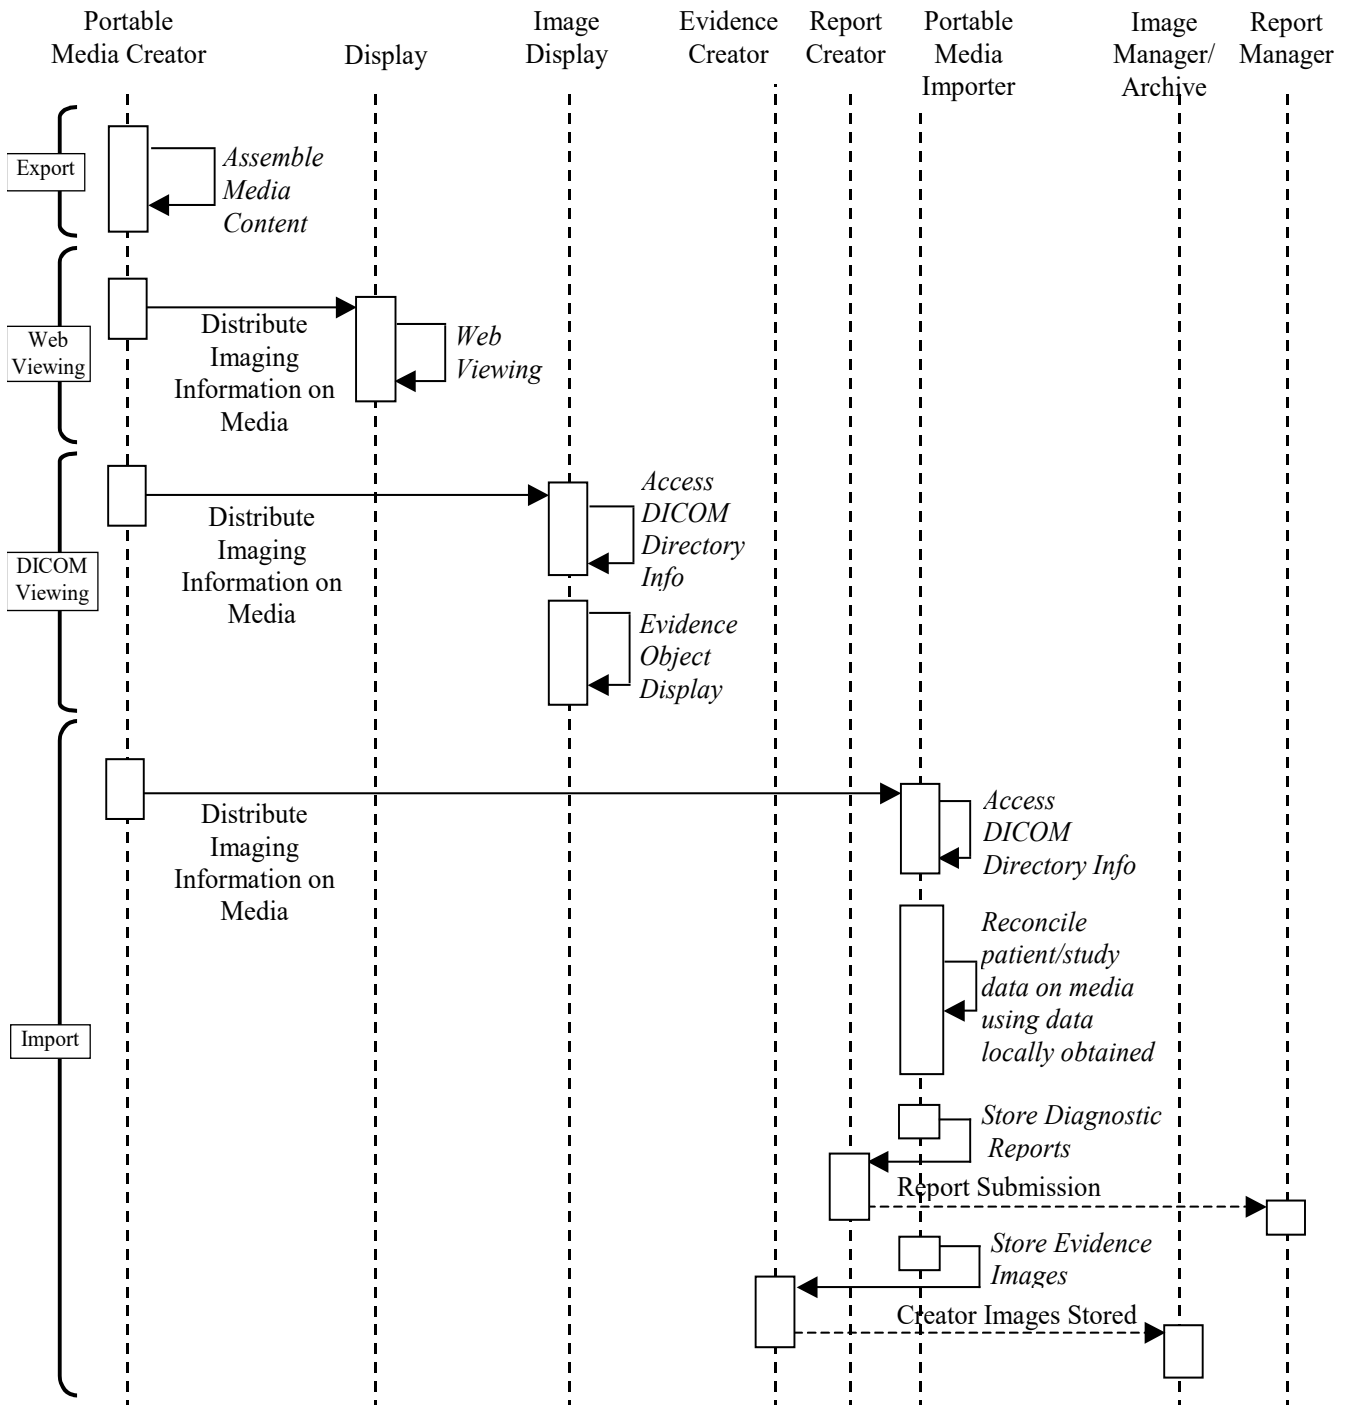 Portable
Media Creator
Display
Image
Display
Evidence
Creator
Report
Creator
Portable
Media
Importer
Image
Manager/
Archive
Report
Manager
Export
Assemble
Media
Content
Web
Viewing
Distribute
Imaging
Information on
Media
Web
Viewing
DICOM
Viewing
Distribute
Imaging
Information on
Media
Access
DICOM
Directory
Info
Evidence
Object
Display
Import
Distribute
Imaging
Information on
Media
Access
DICOM
Directory Info
Reconcile
patient/study
data on media
using data
locally obtained
Store Diagnostic
Reports
Report Submission
Store Evidence
Images
Creator Images Stored